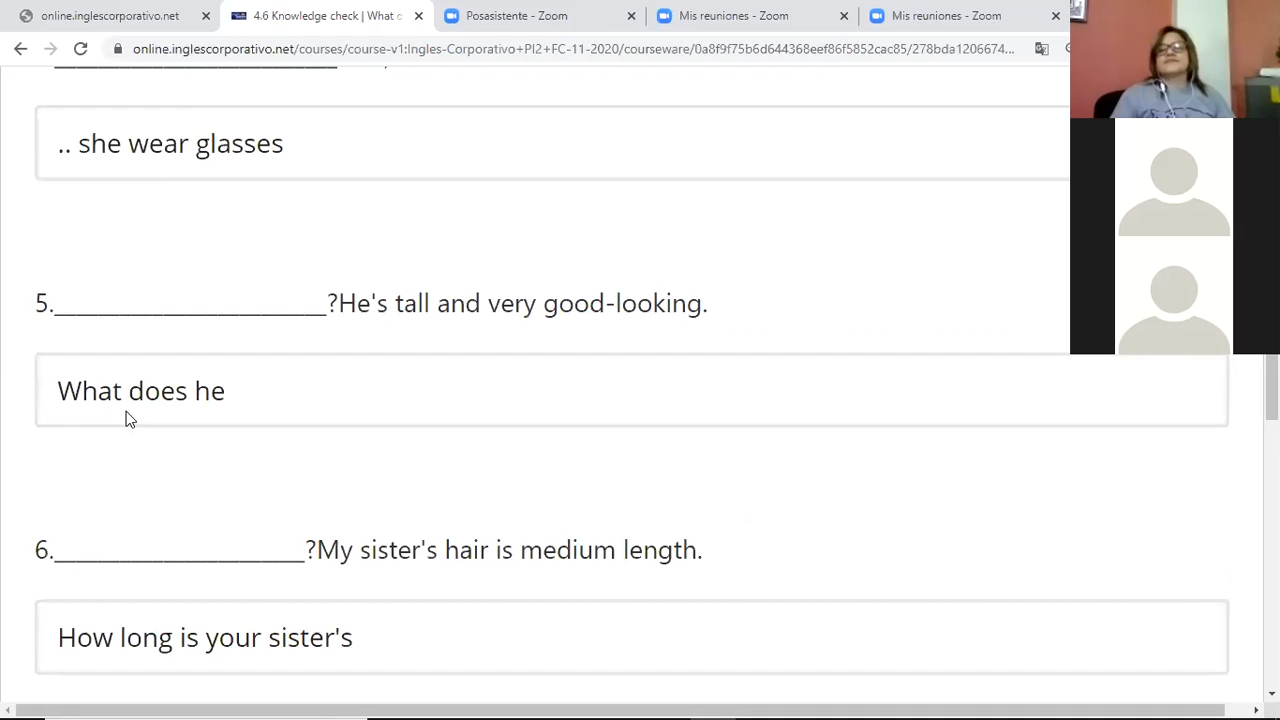 online.inglescorporativo.net
4.6 Knowledge check | What
Posasistente - Zoom
Mis reuniones - Zoom
Mis reuniones - Zoom
online.inglescorporativo.net/courses/course-v1:Ingles-Corporativo+PI2+FC-11-2020/courseware/0a8f9f75f36d644368eef86f5852cac85/278bda1206674...
.. she wear glasses
5.____________________?He's tall and very good-looking.
What does he
6.____________________?My sister's hair is medium length.
How long is your sister's